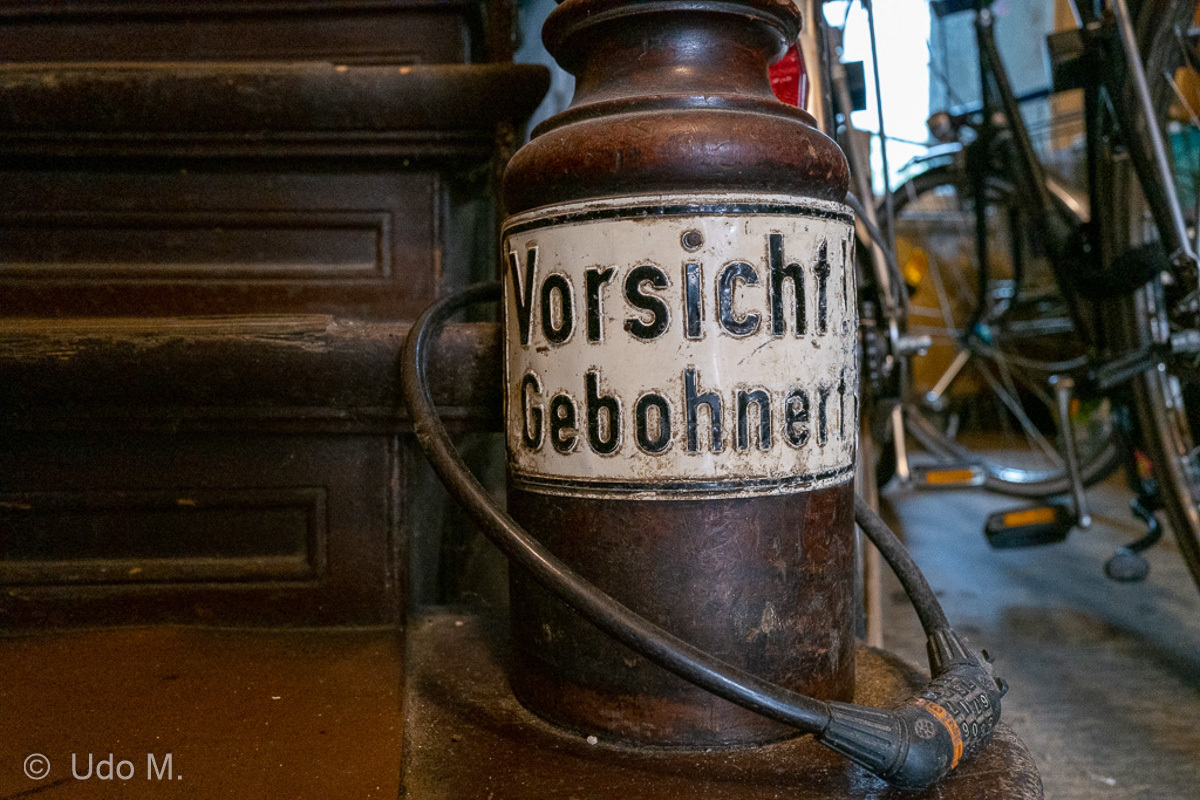 Vorsicht!
Gebohnert
© Udo M.